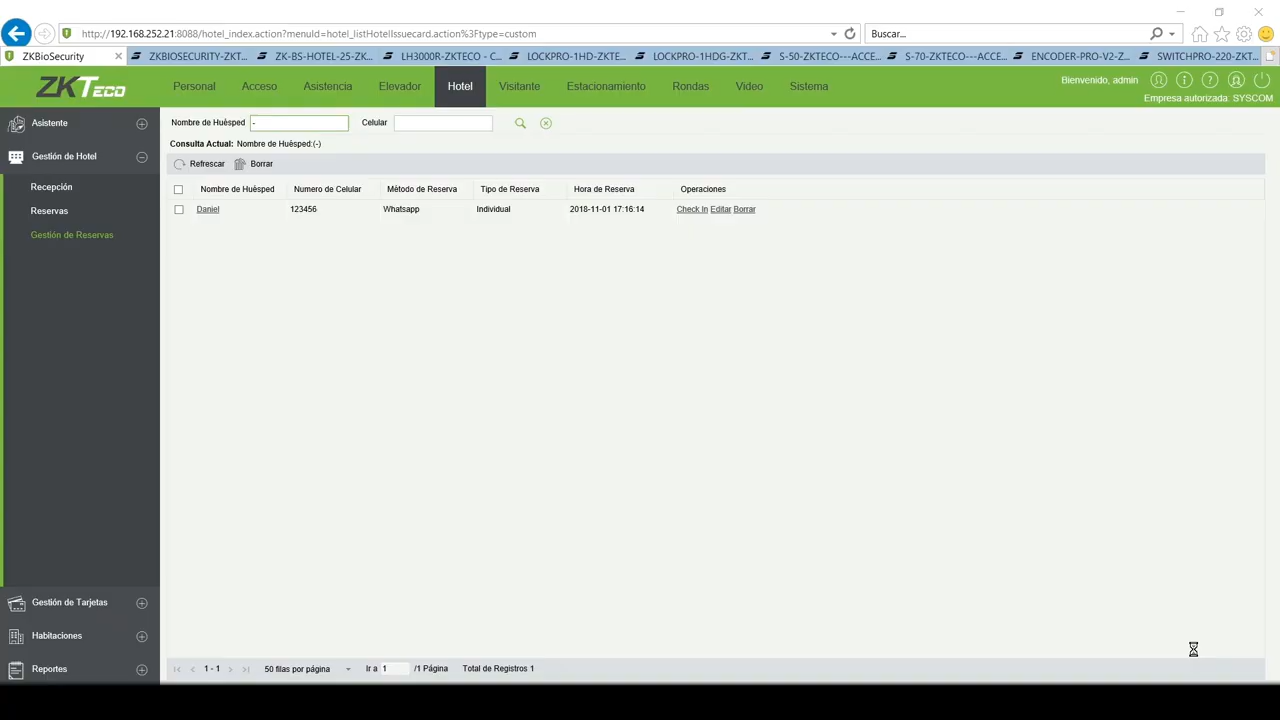 http://192.168.252.21:8088/hotel_index.action?menuId=hotel_listHotelIssuecard.action%3Ftype=custom
Buscar...
ZKBioSecurity
ZKBIOSECURITY-ZKT...
ZK-BS-HOTEL-25-ZK...
LH3000R-ZKTECO - C...
LOCKPRO-1HD-ZKTE...
LOCKPRO-1HDG-ZKT...
S-50-ZKTECO---ACCE...
S-70-ZKTECO---ACCE...
ENCODER-PRO-V2-Z...
SWITCHPRO-220-ZKT...
ZKTECO
Personal
Acceso
Asistencia
Elevador
Hotel
Visitante
Estacionamiento
Rondas
Vídeo
Sistema
Bienvenido, admin
Empresa autorizada: SYSCOM
Asistente
Gestión de Hotel
Recepción
Reservas
Gestión de Reservas
Gestión de Tarjetas
Habitaciones
Reportes
Nombre de Huésped -
Celular
Consulta Actual: Nombre de Huésped:(-)
Refrescar Borrar
Nombre de Huésped Numero de Celular Método de Reserva Tipo de Reserva Hora de Reserva Operaciones
Daniel 123456 Whatsapp Individual 2018-11-01 17:16:14 Check In Editar Borrar
1 - 1 50 filas por página Ir a 1 /1 Página Total de Registros 1